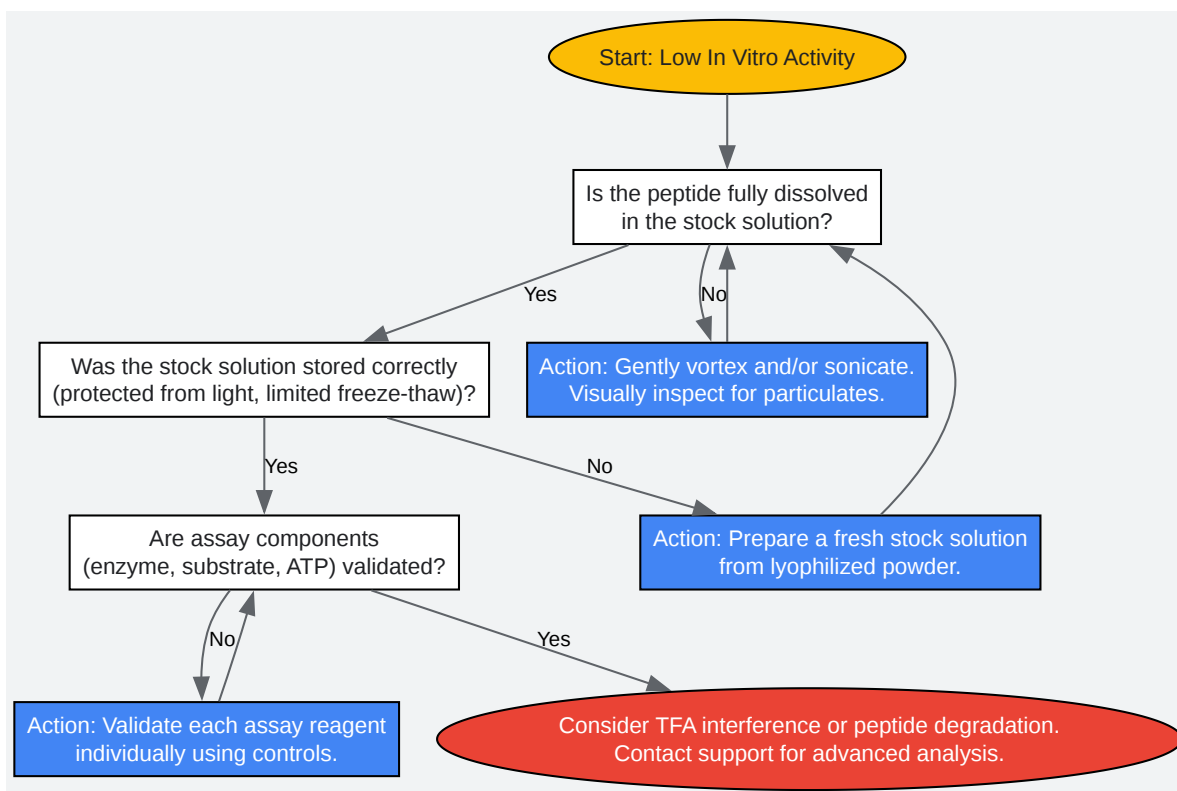 Start: Low In Vitro Activity
Is the peptide fully dissolved
in the stock solution?
Yes
No
Was the stock solution stored correctly
(protected from light, limited freeze-thaw)?
Action: Gently vortex and/or sonicate.
Visually inspect for particulates.
Yes
No
Are assay components
(enzyme, substrate, ATP) validated?
Action: Prepare a fresh stock solution
from lyophilized powder.
No
Yes
Action: Validate each assay reagent
individually using controls.
Consider TFA interference or peptide degradation.
Contact support for advanced analysis.